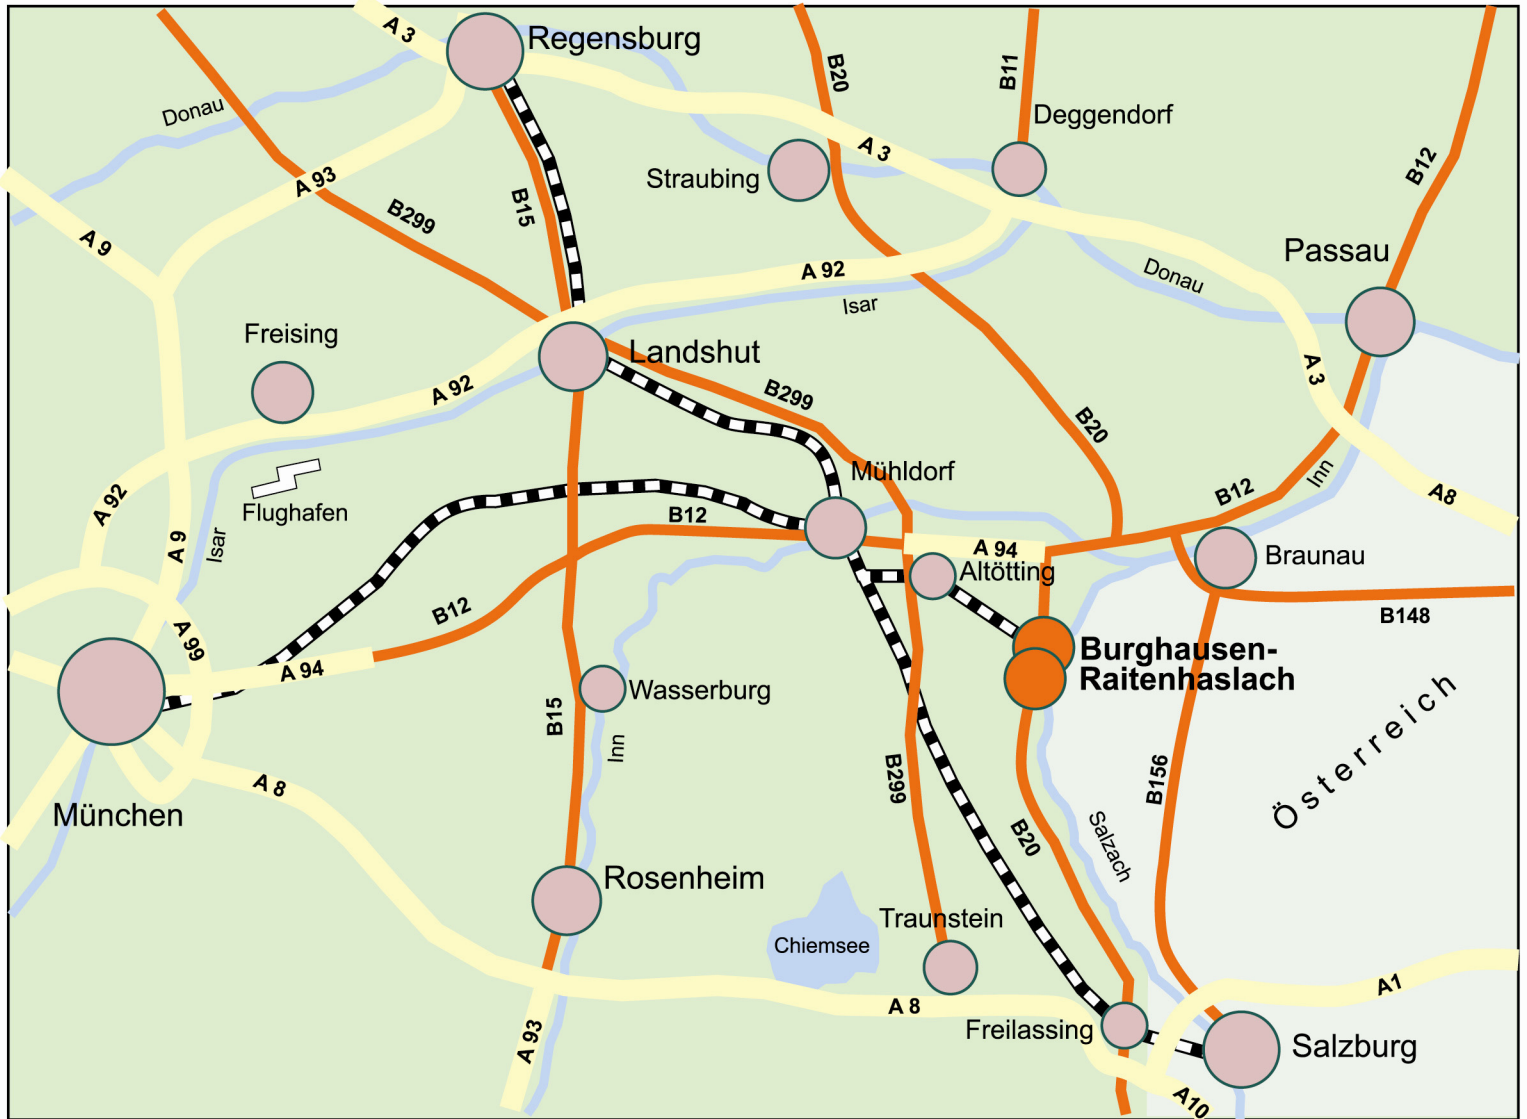 A 3
Regensburg
B20
B11
Donau
Deggendorf
A 3
B12
Straubing
A 93
B15
B299
A 9
Passau
A 92
Donau
Isar
Freising
Landshut
A 3
A 92
B299
B20
Mühldorf
Inn
B12
A8
A 92
Flughafen
B12
Isar
A 9
A 94
Altötting
Braunau
B12
B148
A 99
Burghausen-
Raitenhaslach
A 94
Wasserburg
B15
Inn
Österreich
B156
B299
A 8
München
B20
Salzach
Rosenheim
Traunstein
Chiemsee
A1
A 8
Freilassing
A 93
Salzburg
A10